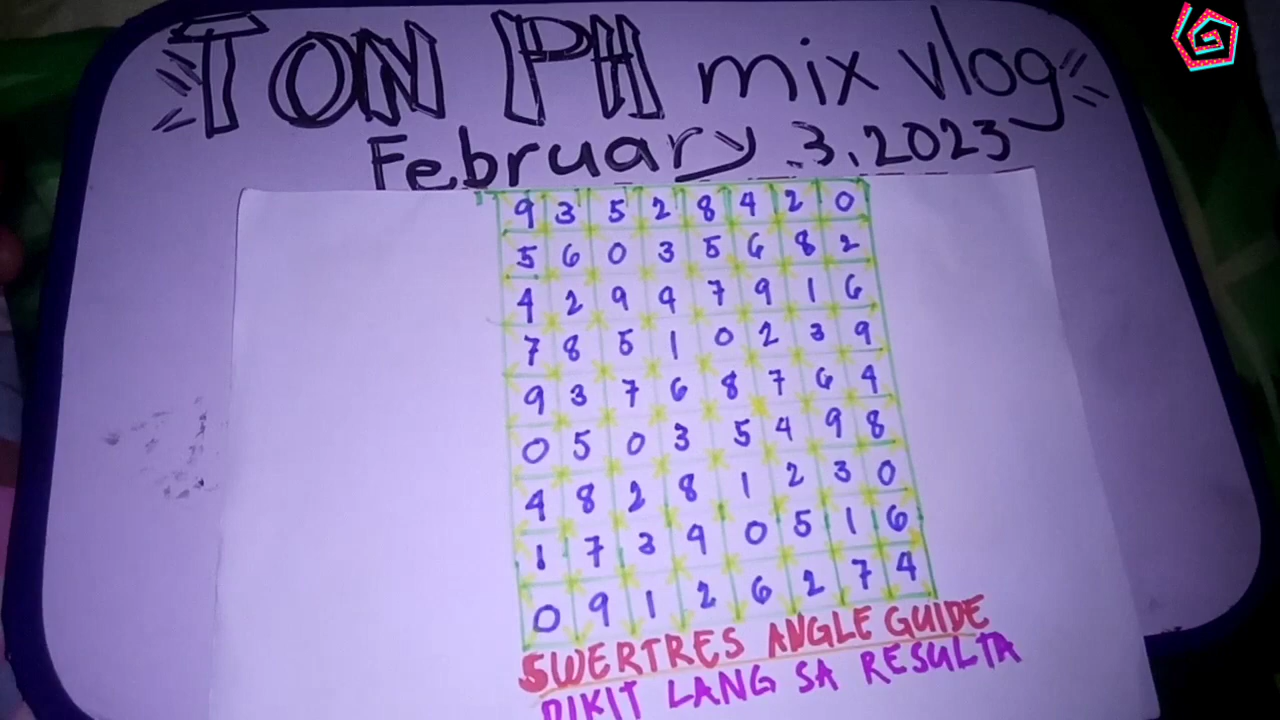 TON PH mix vlog
February .3.2023
9 3 5 2 8 4 2 0
5 6 0 3 5 6 8 2
4 2 9 4 7 9 1 6
7 8 5 1 0 2 3 9
9 3 7 6 8 7 6 4
0 5 0 3 5 4 9 8
4 8 2 8 1 2 3 0
1 7 3 9 0 5 1 6
0 9 1 2 6 2 7 4
SWERTRES ANGLE GUIDE
DIKIT LANG SA RESULTA